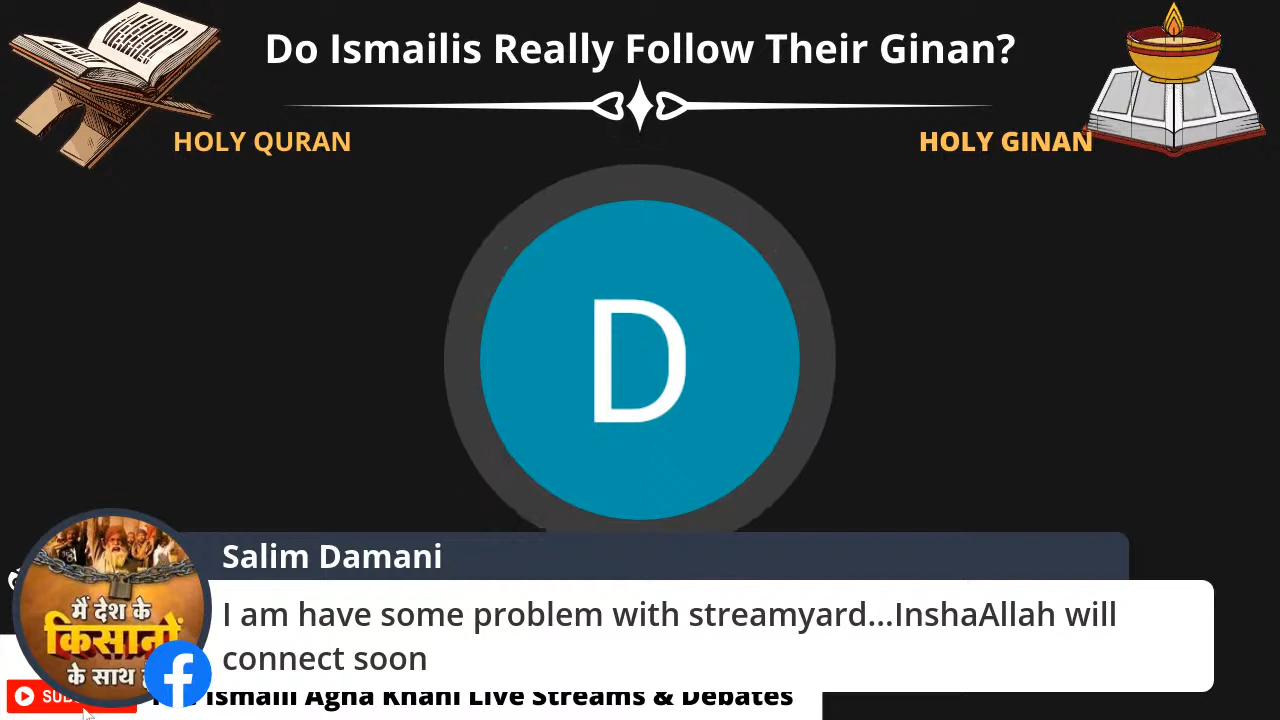 Do Ismailis Really Follow Their Ginan?
HOLY QURAN
HOLY GINAN
D
Salim Damani
I am have some problem with streamyard...InshaAllah will
connect soon
मैं देश के
किसानों
के साथ
Ismaili Agha Khani Live Streams & Debates